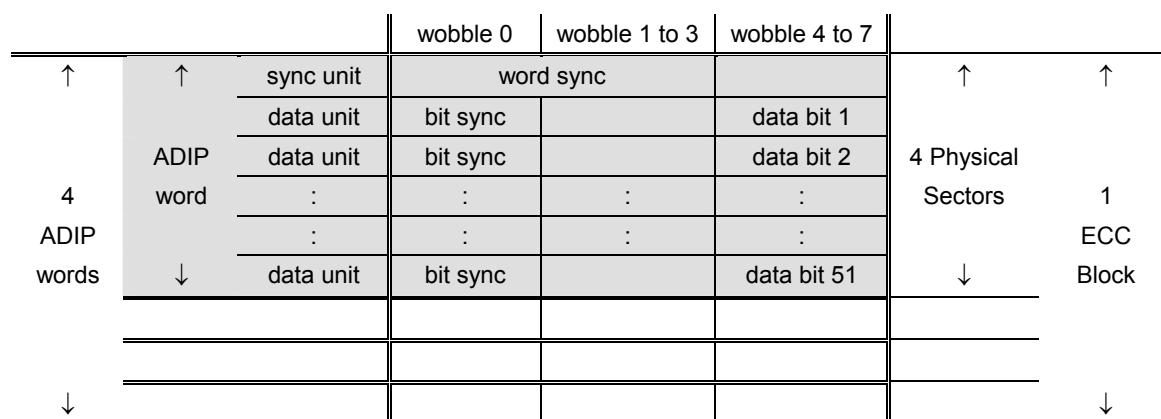 wobble 0 wobble 1 to 3 wobble 4 to 7
↑ ↑ sync unit word sync ↑ ↑
data unit bit sync data bit 1
ADIP data unit bit sync data bit 2 4 Physical
4 word : : : : Sectors 1
ADIP : : : : ECC
words ↓ data unit bit sync data bit 51 ↓ Block
↓ ↓